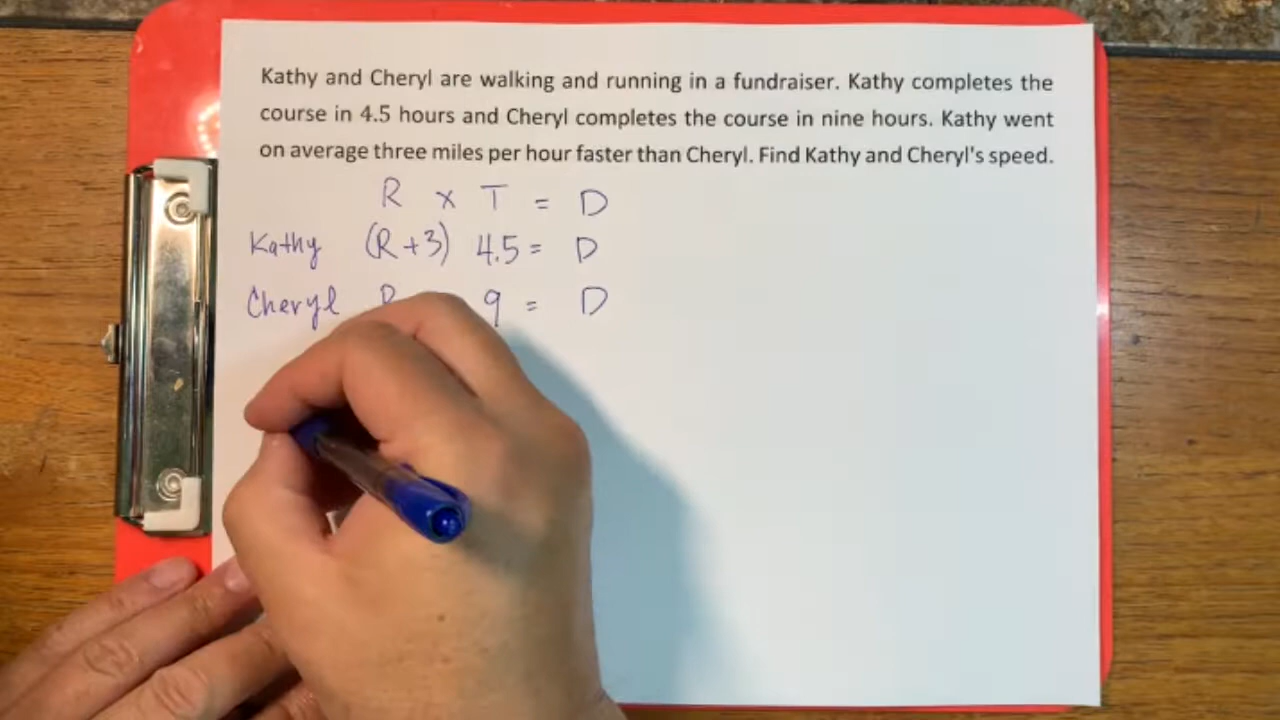 Kathy and Cheryl are walking and running in a fundraiser. Kathy completes the
course in 4.5 hours and Cheryl completes the course in nine hours. Kathy went
on average three miles per hour faster than Cheryl. Find Kathy and Cheryl's speed.
R x T = D
Kathy (R+3) 4.5 = D
Cheryl R 9 = D